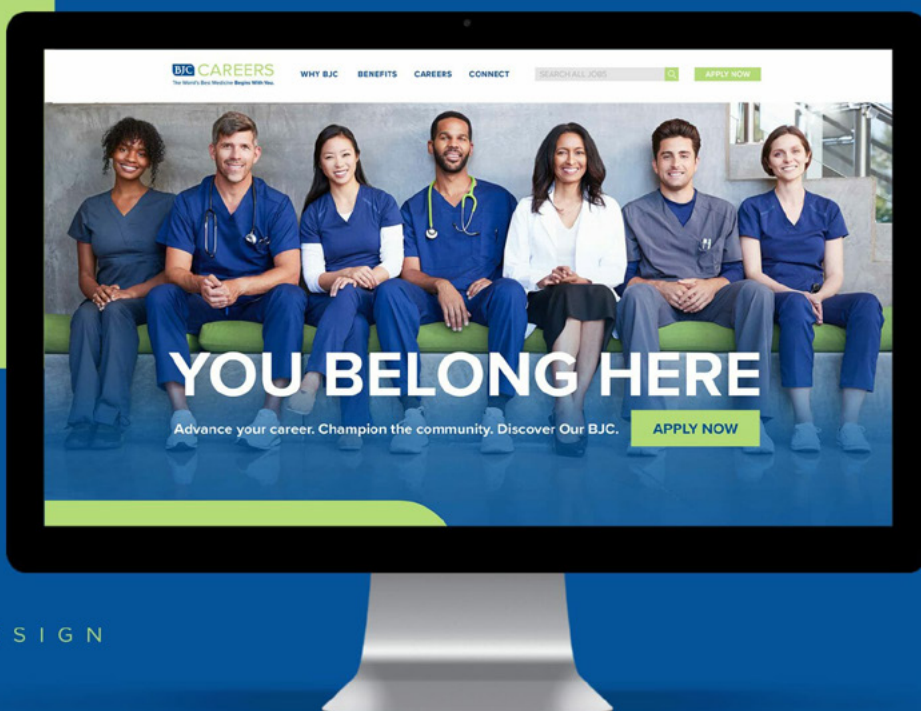 BJC CAREERS
The World's Best Medicine Begins With You.
WHY BJC BENEFITS CAREERS CONNECT SEARCH ALL JOBS APPLY NOW
YOU BELONG HERE
Advance your career. Champion the community. Discover Our BJC. APPLY NOW
SIGN